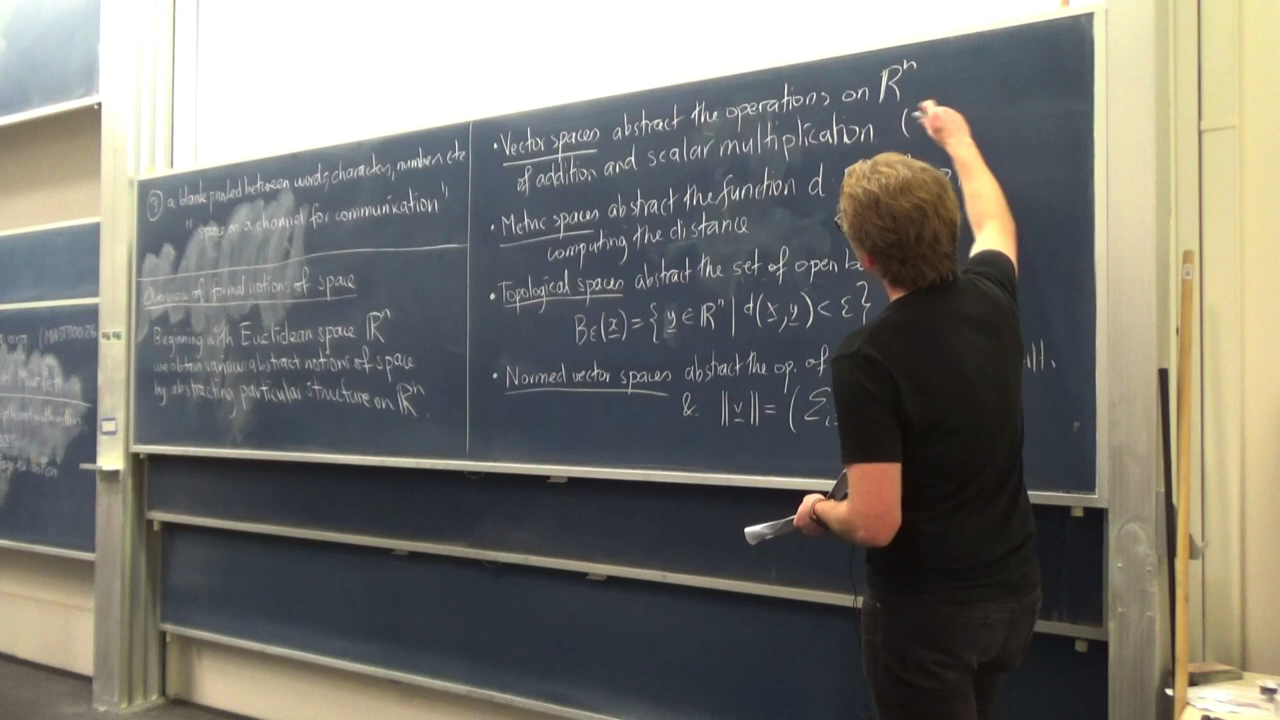 ③ a blank printed between words, characters, numbers etc
" space on a channel for communication "
Overview of formal notions of space
Beginning with Euclidean space ℝⁿ
we obtain various abstract notions of space
by abstracting particular structure on ℝⁿ.
• Vector spaces abstract the operations on ℝⁿ
of addition and scalar multiplication (
• Metric spaces abstract the function d
computing the distance
• Topological spaces abstract the set of open
Bε(x) = { y ∈ ℝⁿ | d(x,y) < ε }
• Normed vector spaces abstract the op. of
& ||v|| = ( Σ